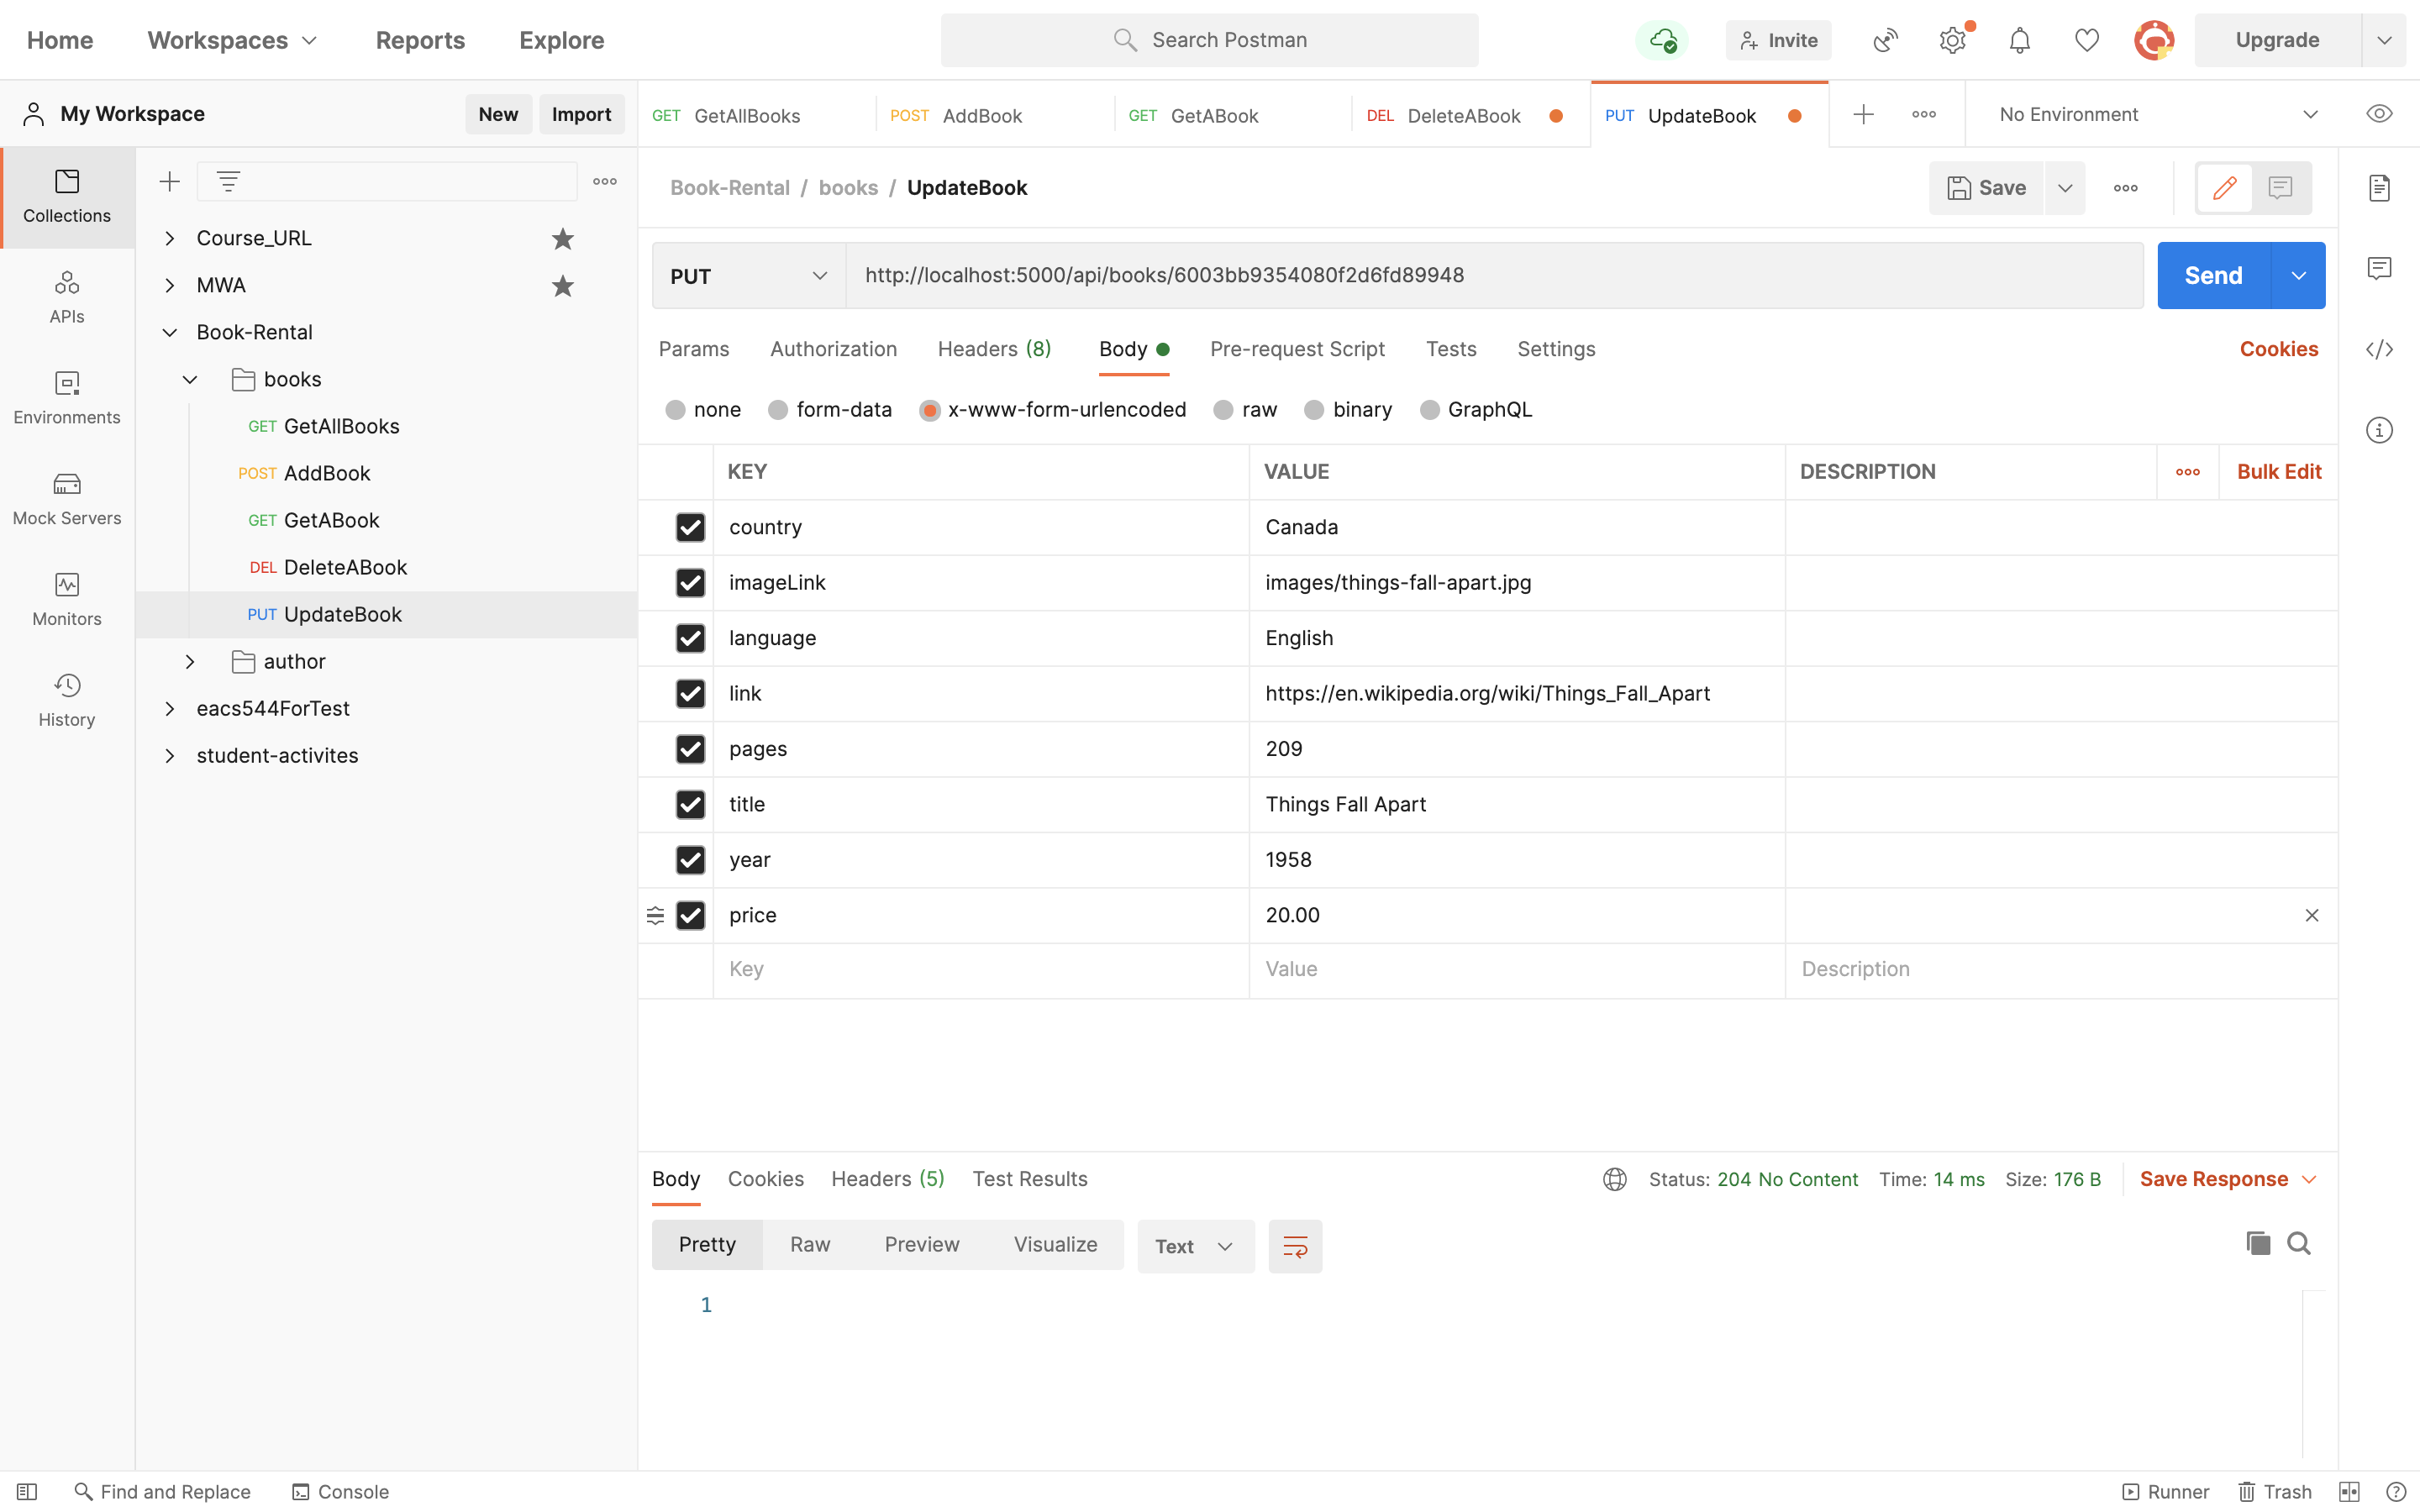 Home Workspaces Reports Explore Search Postman Invite Upgrade
My Workspace New Import
GET GetAllBooks POST AddBook GET GetABook DEL DeleteABook PUT UpdateBook No Environment
Collections
APIs
Environments
Mock Servers
Monitors
History
Course_URL
MWA
Book-Rental
books
GET GetAllBooks
POST AddBook
GET GetABook
DEL DeleteABook
PUT UpdateBook
author
eacs544ForTest
student-activites
Book-Rental / books / UpdateBook Save
PUT http://localhost:5000/api/books/6003bb9354080f2d6fd89948 Send
Params Authorization Headers (8) Body Pre-request Script Tests Settings Cookies
none form-data x-www-form-urlencoded raw binary GraphQL
KEY VALUE DESCRIPTION Bulk Edit
country Canada
imageLink images/things-fall-apart.jpg
language English
link https://en.wikipedia.org/wiki/Things_Fall_Apart
pages 209
title Things Fall Apart
year 1958
price 20.00
Key Value Description
Body Cookies Headers (5) Test Results Status: 204 No Content Time: 14 ms Size: 176 B Save Response
Pretty Raw Preview Visualize Text
1
Find and Replace Console Runner Trash